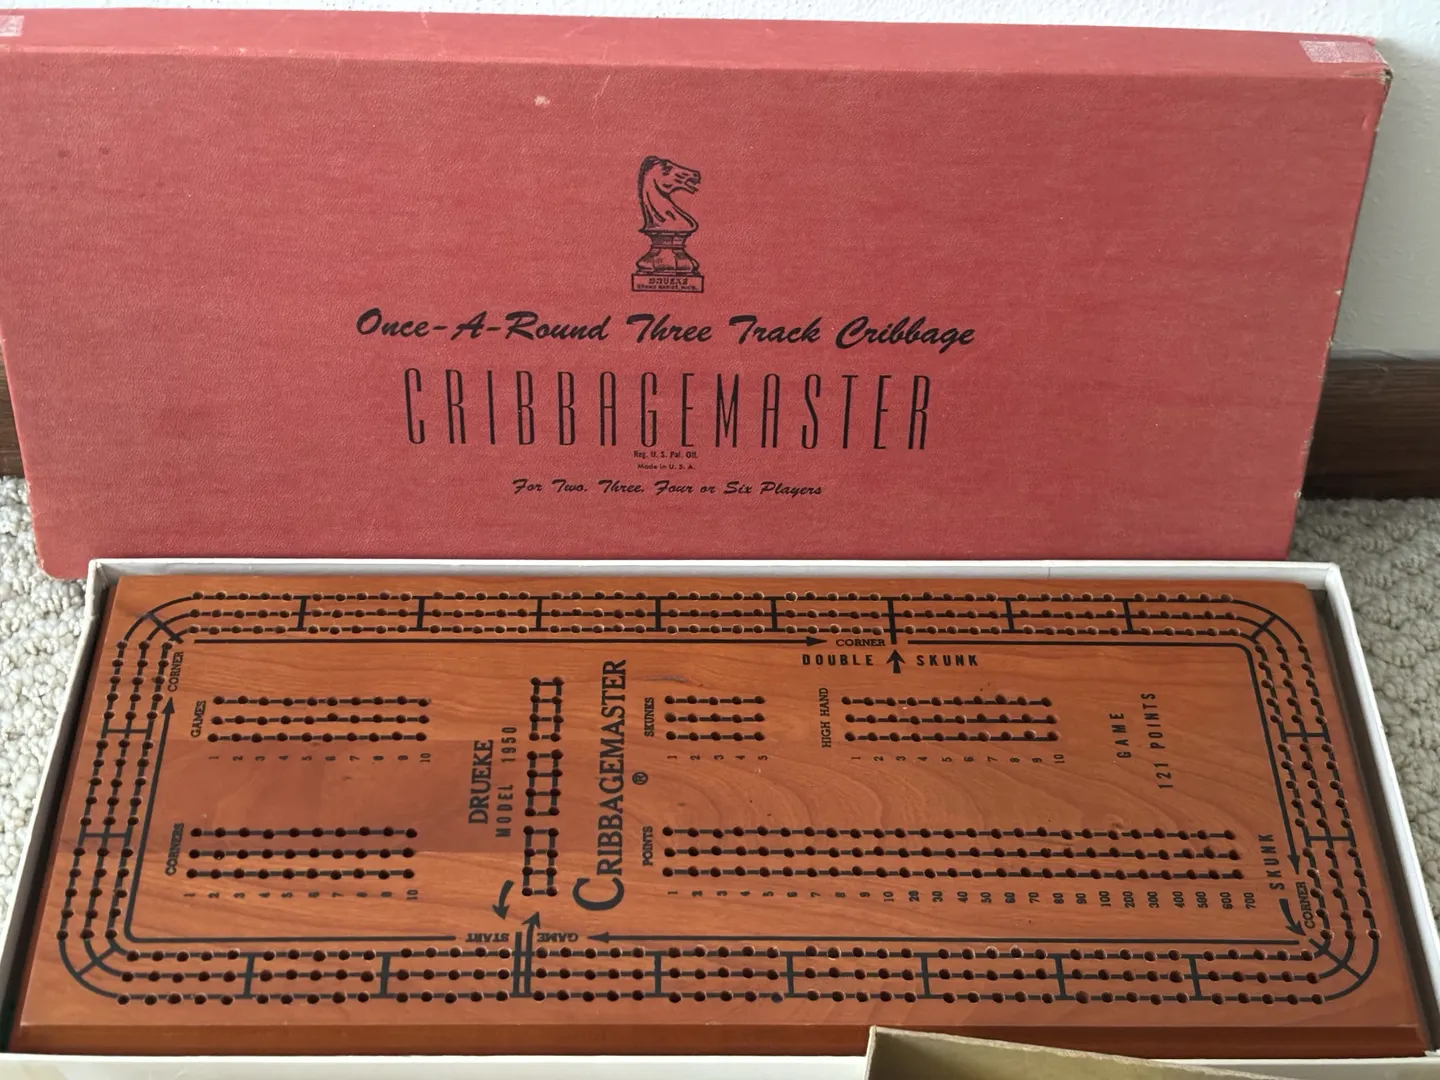 DRUEKE
GRAND RAPIDS, MICH.
Once-A-Round Three Track Cribbage
CRIBBAGEMASTER
Reg. U. S. Pat. Off.
Made in U. S. A.
For Two, Three, Four or Six Players
CORNER
DOUBLE SKUNK
CORNER
GAMES
1 2 3 4 5 6 7 8 9 10
DRUEKE
MODEL 1950
CRIBBAGEMASTER®
SKUNKS
1 2 3 4 5
HIGH HAND
1 2 3 4 5 6 7 8 9 10
GAME
121 POINTS
CORNERS
1 2 3 4 5 6 7 8 9 10
POINTS
1 2 3 4 5 6 7 8 9 10 20 30 40 50 60 70 80 90 100 200 300 400 500 600 700
SKUNK
CORNER
START
GAME